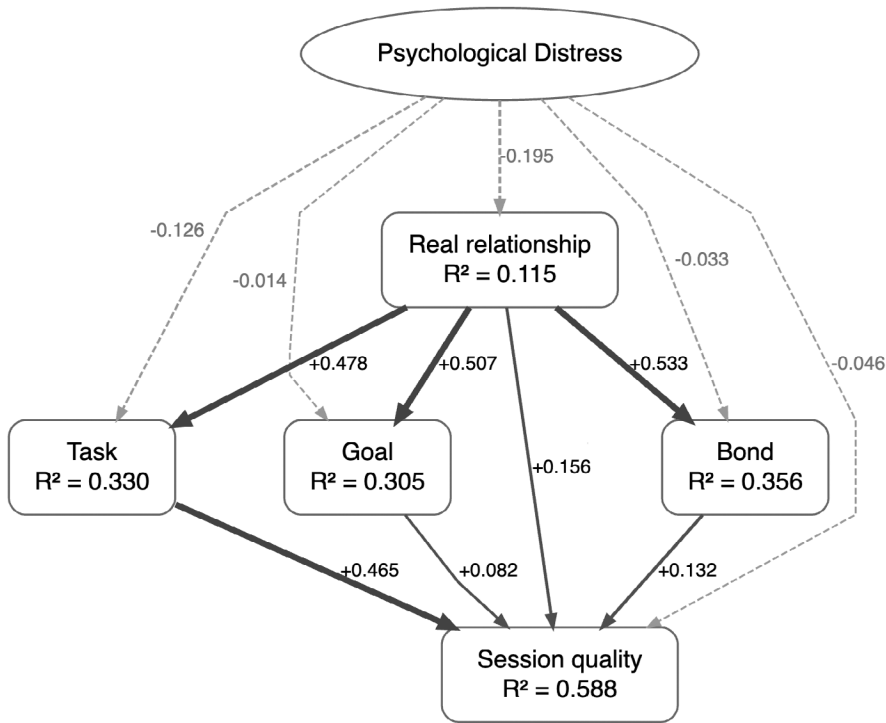 Psychological Distress
-0.195
-0.126
Real relationship
R² = 0.115
-0.033
-0.014
+0.478
+0.507
+0.533
-0.046
Task
R² = 0.330
Goal
R² = 0.305
+0.156
Bond
R² = 0.356
+0.465
+0.082
+0.132
Session quality
R² = 0.588